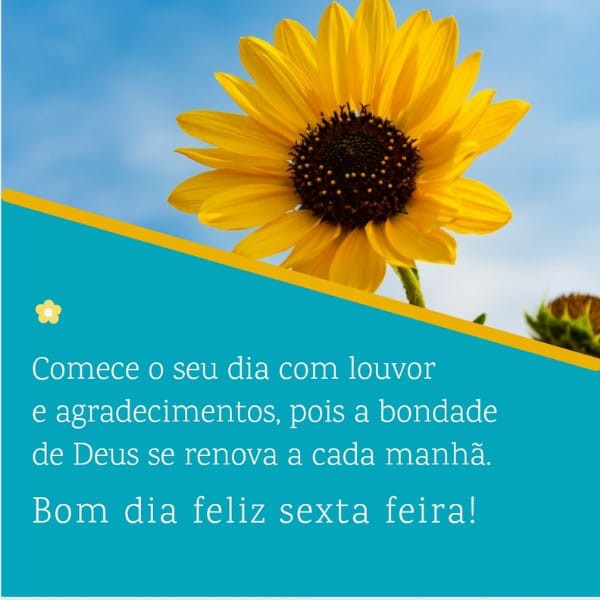 Comece o seu dia com louvor
e agradecimentos, pois a bondade
de Deus se renova a cada manhã.
Bom dia feliz sexta feira!